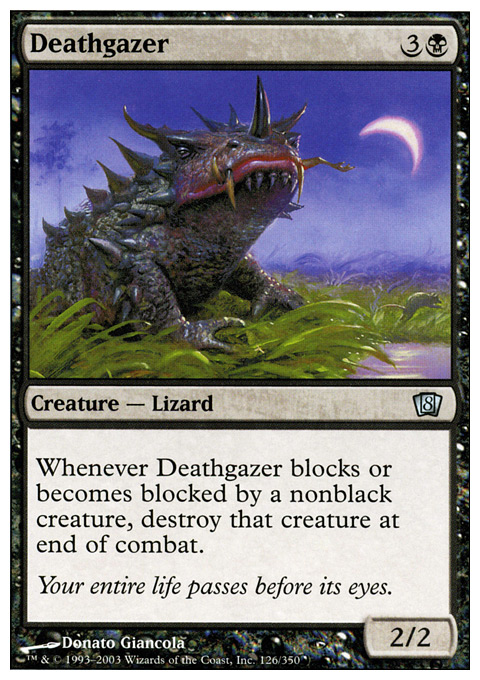 Deathgazer 3
Creature — Lizard 8
Whenever Deathgazer blocks or
becomes blocked by a nonblack
creature, destroy that creature at
end of combat.
Your entire life passes before its eyes.
2/2
Donato Giancola
™ & © 1993–2003 Wizards of the Coast, Inc. 126/350